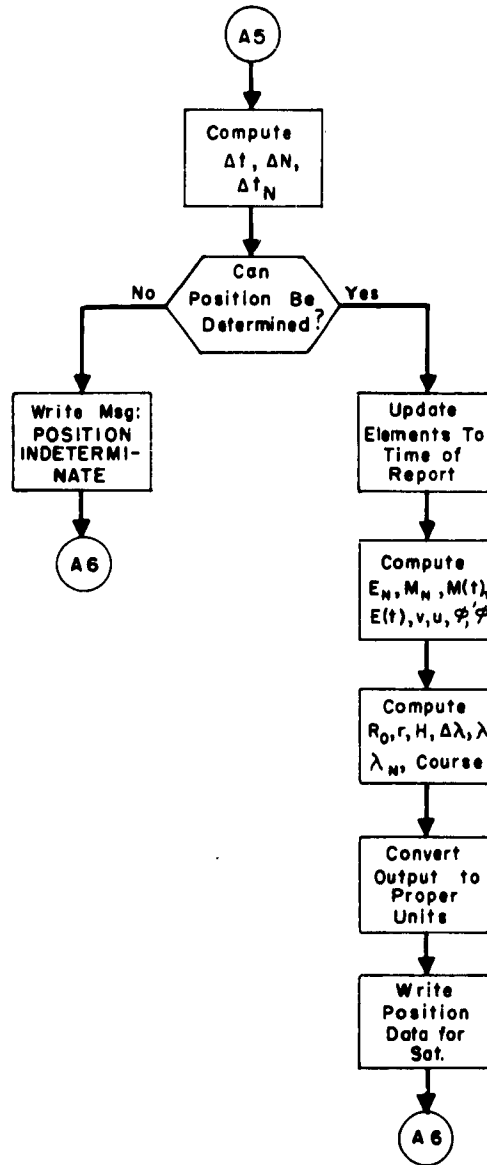 A5
Compute
Δt, ΔN,
Δt_N
Can
Position Be
Determined?
No
Yes
Write Msg:
POSITION
INDETERMI-
NATE
A6
Update
Elements To
Time of
Report
Compute
E_N, M_N, M(t),
E(t), v, u, φ,' φ
Compute
R_0, r, H, Δλ, λ
λ_N, Course
Convert
Output to
Proper
Units
Write
Position
Data for
Sat.
A6